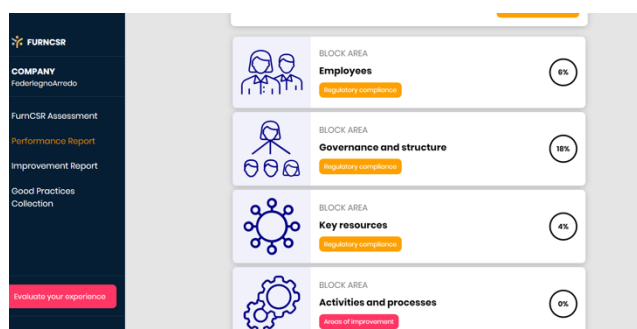 FURNCSR
COMPANY
FederlegnoArredo
FurnCSR Assessment
Performance Report
Improvement Report
Good Practices
Collection
Evaluate your experience
BLOCK AREA
Employees
Regulatory compliance
6%
BLOCK AREA
Governance and structure
Regulatory compliance
18%
BLOCK AREA
Key resources
Regulatory compliance
4%
BLOCK AREA
Activities and processes
Areas of improvement
0%